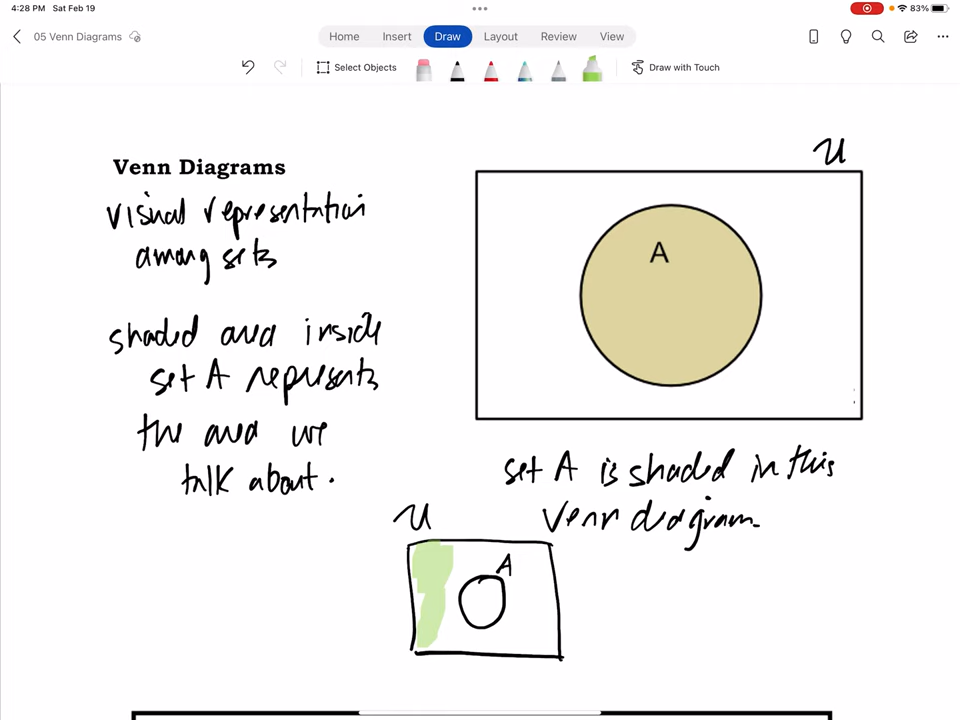 4:28 PM Sat Feb 19
83%
05 Venn Diagrams
Home Insert Draw Layout Review View
Select Objects
Draw with Touch
Venn Diagrams
visual representation
among sets
shaded area inside
set A represents
the area we
talk about.
U
A
set A is shaded in this
Venn diagram
U
A